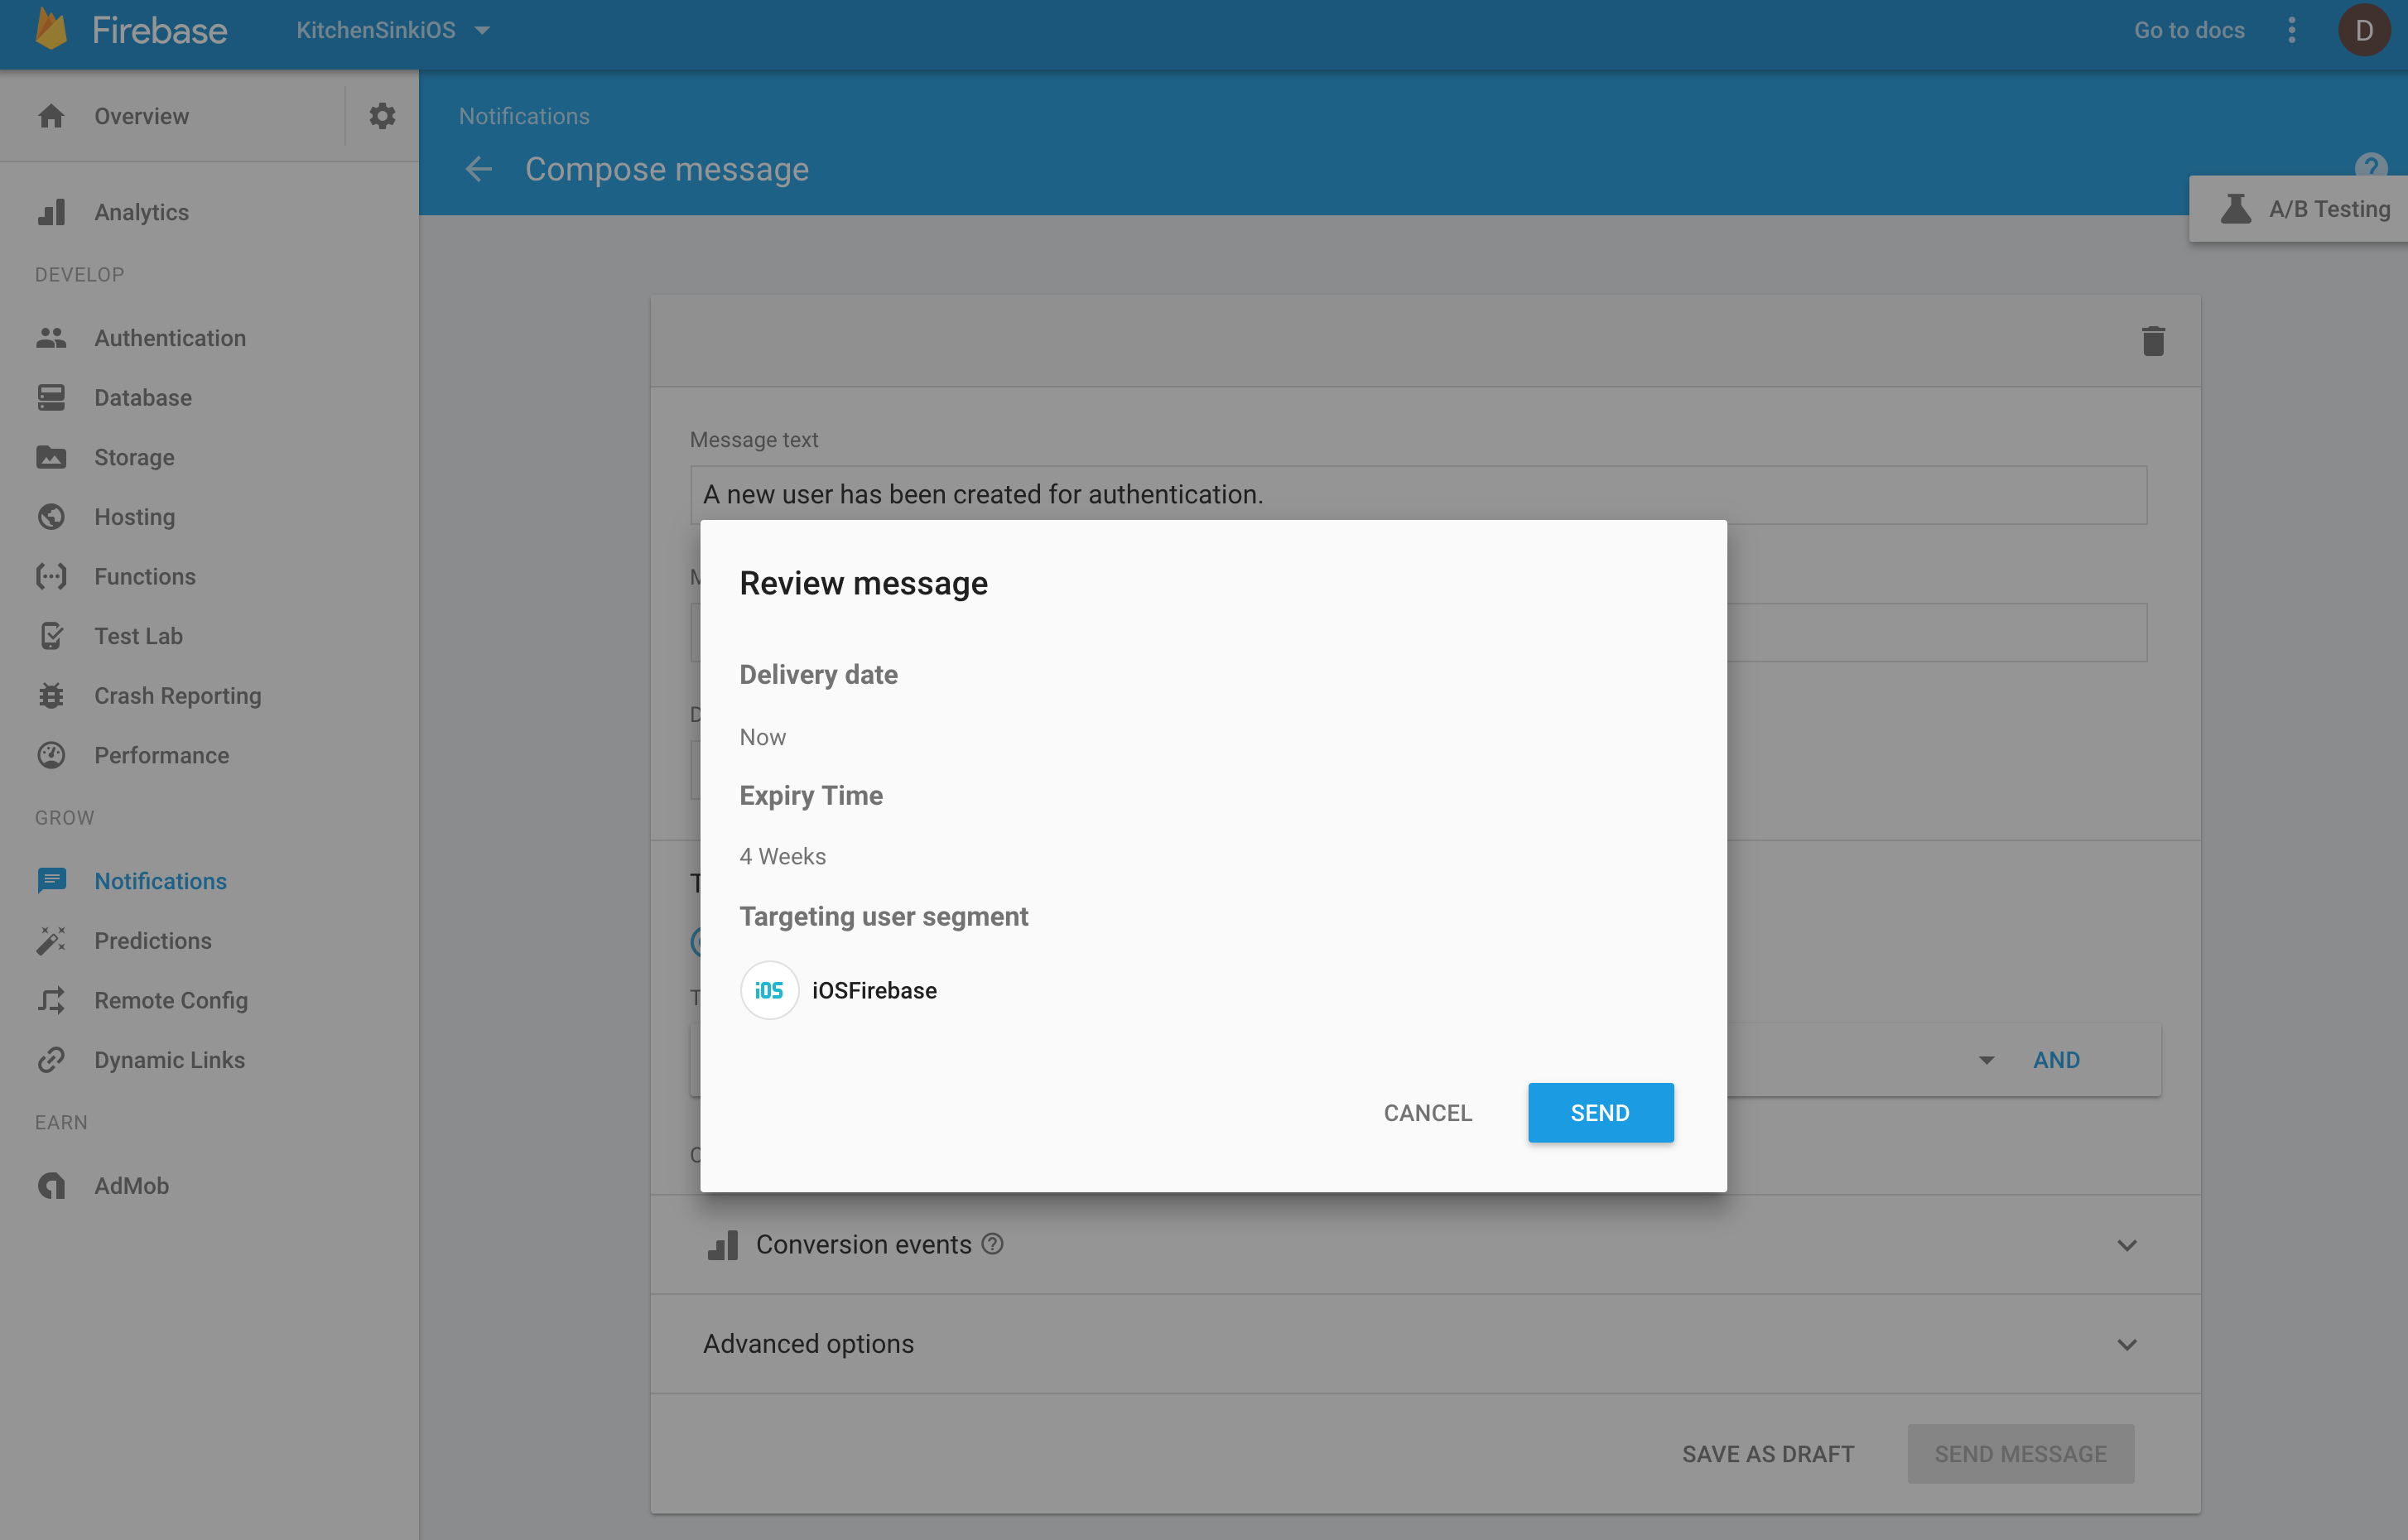 Firebase
KitchenSinkiOS
Go to docs
D
Overview
Notifications
Compose message
?
A/B Testing
Analytics
DEVELOP
Authentication
Database
Storage
Hosting
Functions
Test Lab
Crash Reporting
Performance
GROW
Notifications
Predictions
Remote Config
Dynamic Links
EARN
AdMob
Message text
A new user has been created for authentication.
Review message
Delivery date
Now
Expiry Time
4 Weeks
Targeting user segment
iOS iOSFirebase
AND
CANCEL
SEND
Conversion events ?
Advanced options
SAVE AS DRAFT
SEND MESSAGE